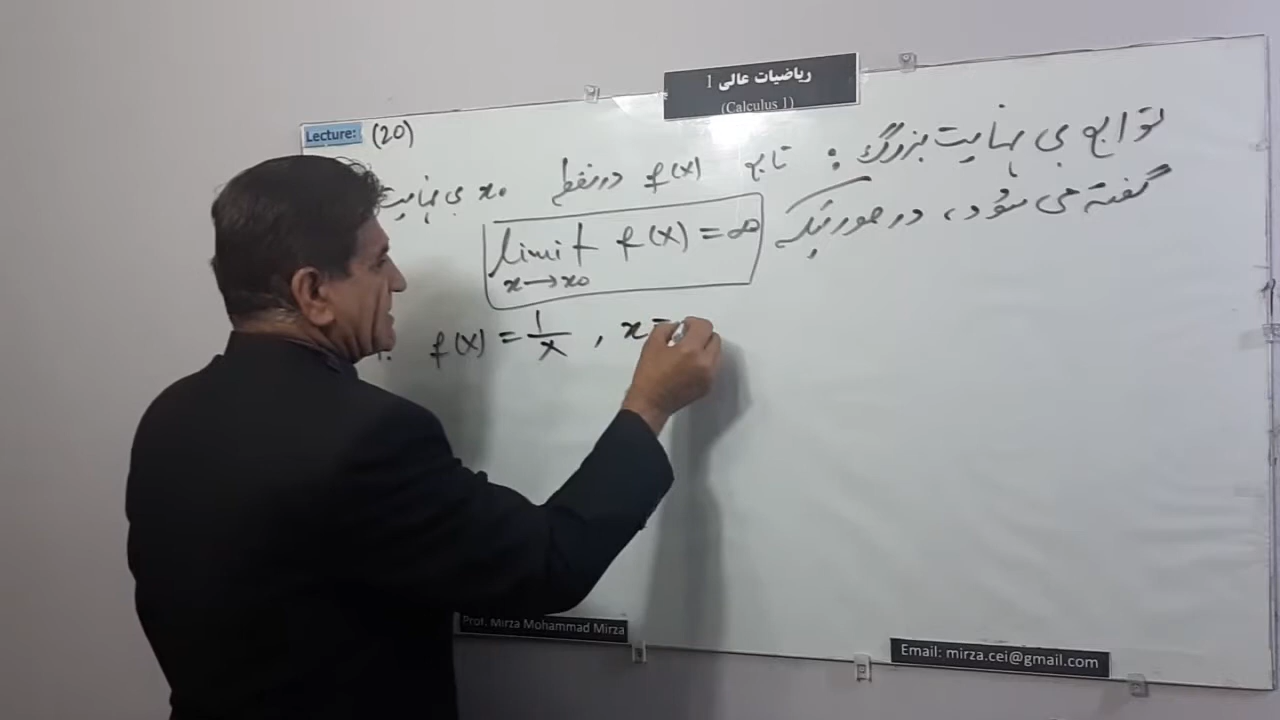 ریاضیات عالی 1
(Calculus 1)
Lecture: (20)
توابع بی نهایت بزرگ : تابع f(x) در نقطه x₀ بی نهایت
گفته می شود، در صورتیکه limit f(x) = ∞
x → x₀
f(x) = 1/x , x =
Prof. Mirza Mohammad Mirza
Email: mirza.cei@gmail.com